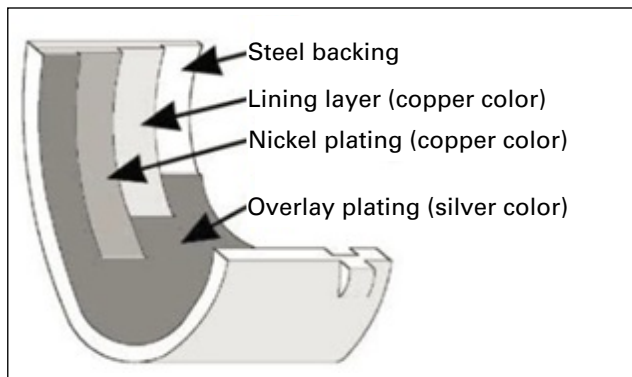 Steel backing
Lining layer (copper color)
Nickel plating (copper color)
Overlay plating (silver color)